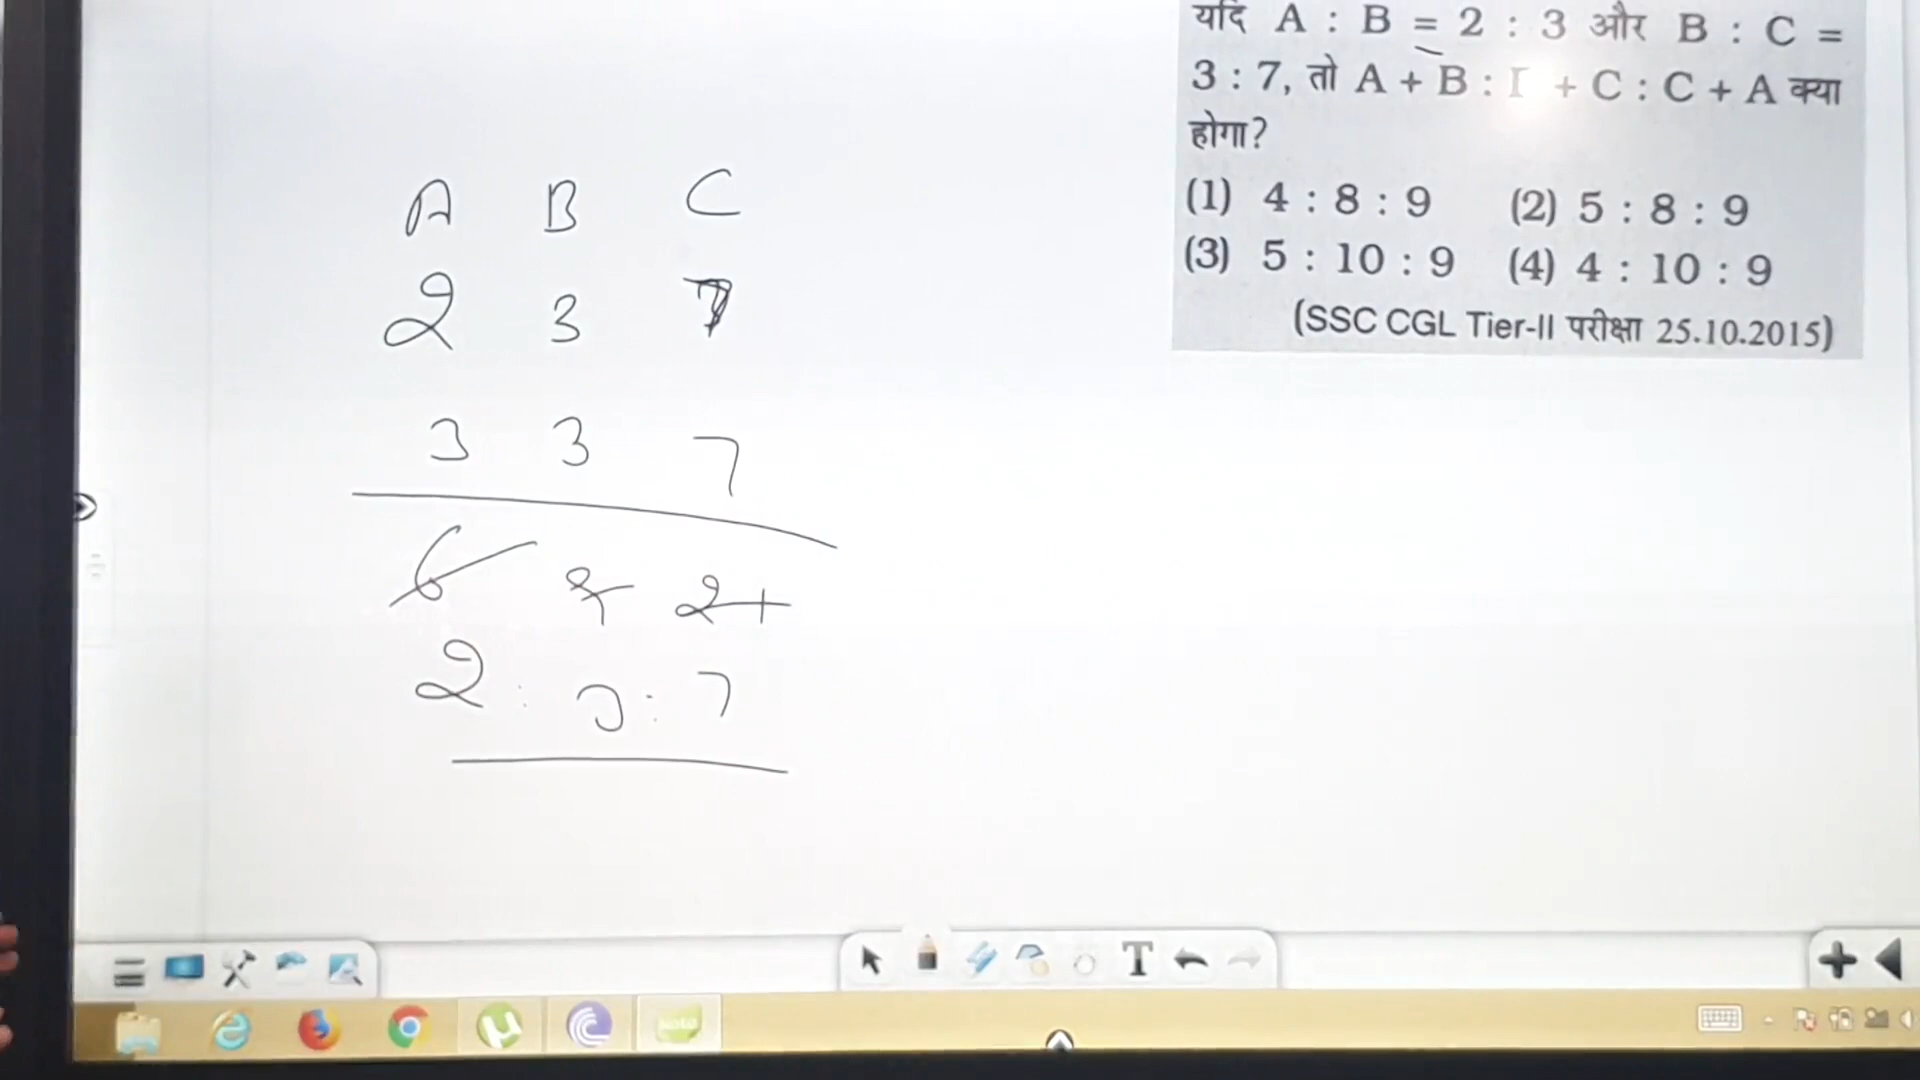 यदि A : B = 2 : 3 और B : C =
3 : 7, तो A + B : + C : C + A क्या
होगा?
(1) 4 : 8 : 9 (2) 5 : 8 : 9
(3) 5 : 10 : 9 (4) 4 : 10 : 9
(SSC CGL Tier-II परीक्षा 25.10.2015)
A B C
2 3 7
3 3 7
6 9 21
2 : 3 : 7
T